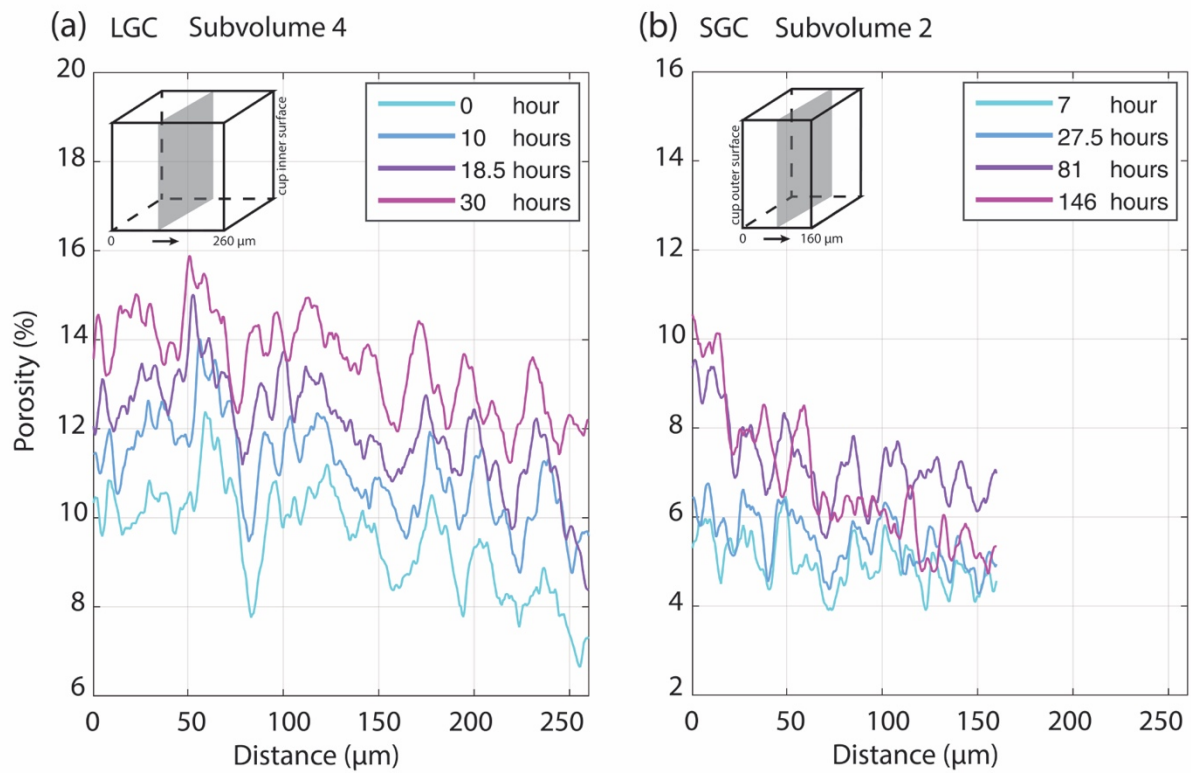 (a) LGC Subvolume 4
20
18
16
14
12
10
8
6
Porosity (%)
0 hour
10 hours
18.5 hours
30 hours
cup inner surface
0
260 µm
0 50 100 150 200 250
Distance (µm)
(b) SGC Subvolume 2
16
14
12
10
8
6
4
2
7 hour
27.5 hours
81 hours
146 hours
cup outer surface
0
160 µm
0 50 100 150 200 250
Distance (µm)